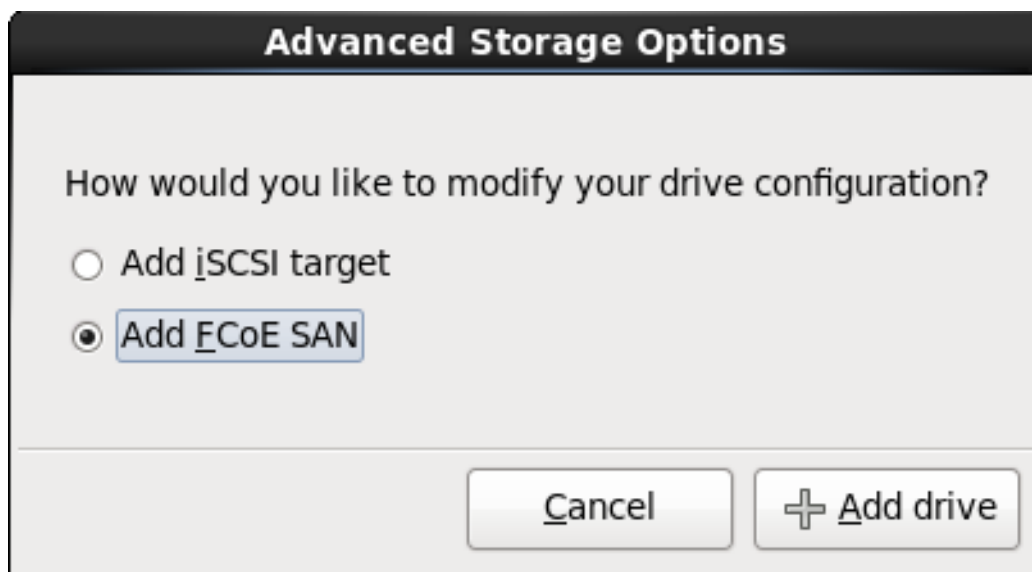 Advanced Storage Options
How would you like to modify your drive configuration?
Add iSCSI target
Add FCoE SAN
Cancel
Add drive